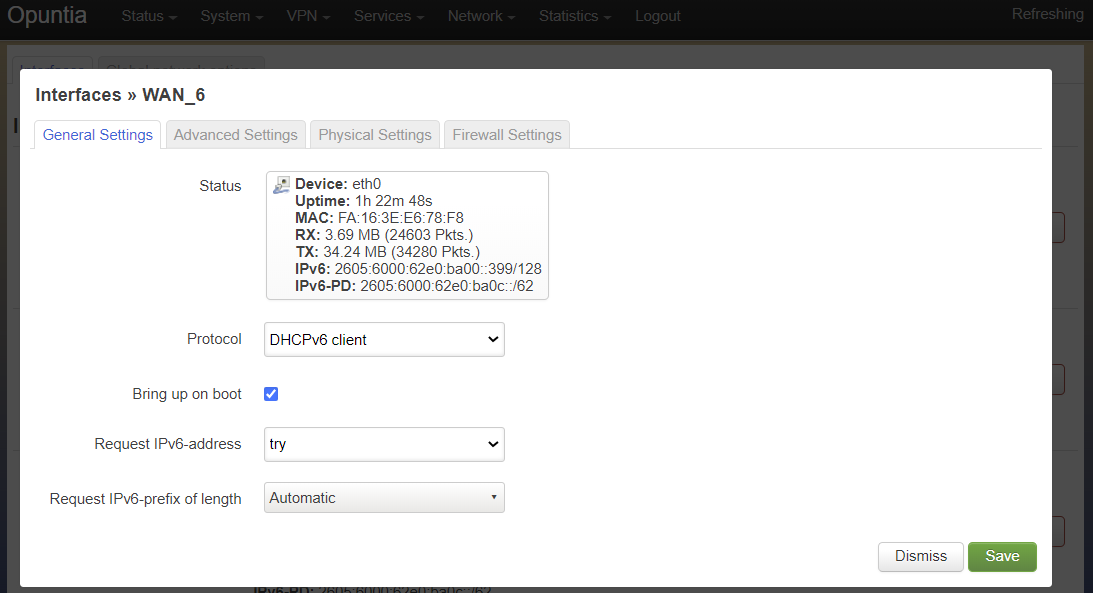 Opuntia Status System VPN Services Network Statistics Logout Refreshing
Interfaces » WAN_6
General Settings Advanced Settings Physical Settings Firewall Settings
Status
Device: eth0
Uptime: 1h 22m 48s
MAC: FA:16:3E:E6:78:F8
RX: 3.69 MB (24603 Pkts.)
TX: 34.24 MB (34280 Pkts.)
IPv6: 2605:6000:62e0:ba00::399/128
IPv6-PD: 2605:6000:62e0:ba0c::/62
Protocol DHCPv6 client
Bring up on boot
Request IPv6-address try
Request IPv6-prefix of length Automatic
Dismiss Save
IPv6-PD: 2605:6000:62e0:ba0c::/62